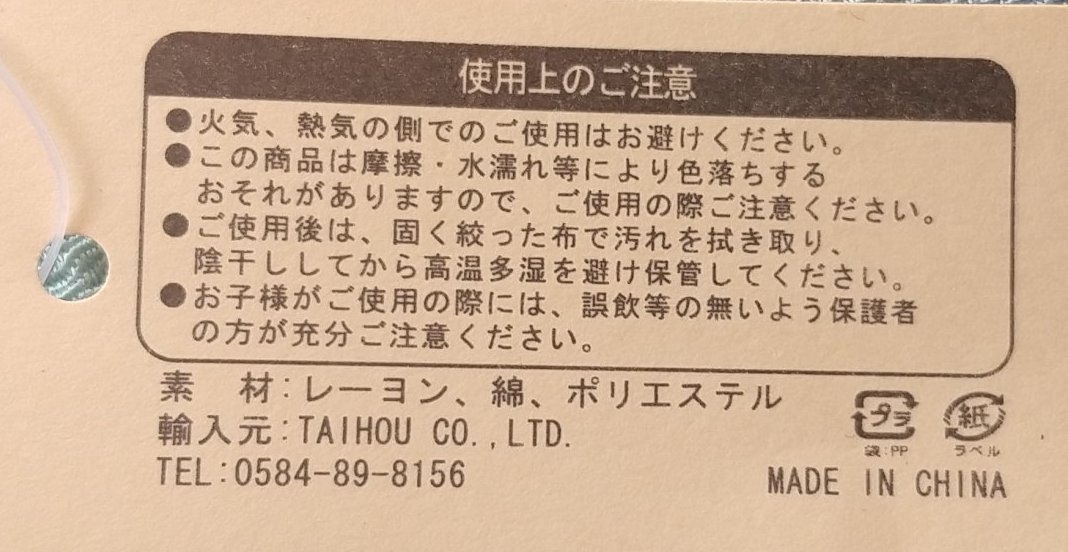 使用上のご注意
●火気、熱気の側でのご使用はお避けください。
●この商品は摩擦・水濡れ等により色落ちする
おそれがありますので、ご使用の際ご注意ください。
●ご使用後は、固く絞った布で汚れを拭き取り、
陰干ししてから高温多湿を避け保管してください。
●お子様がご使用の際には、誤飲等の無いよう保護者
の方が充分ご注意ください。
素　材:レーヨン、綿、ポリエステル
輸入元:TAIHOU CO.,LTD.
TEL:0584-89-8156
プラ 紙
袋:PP ラベル
MADE IN CHINA